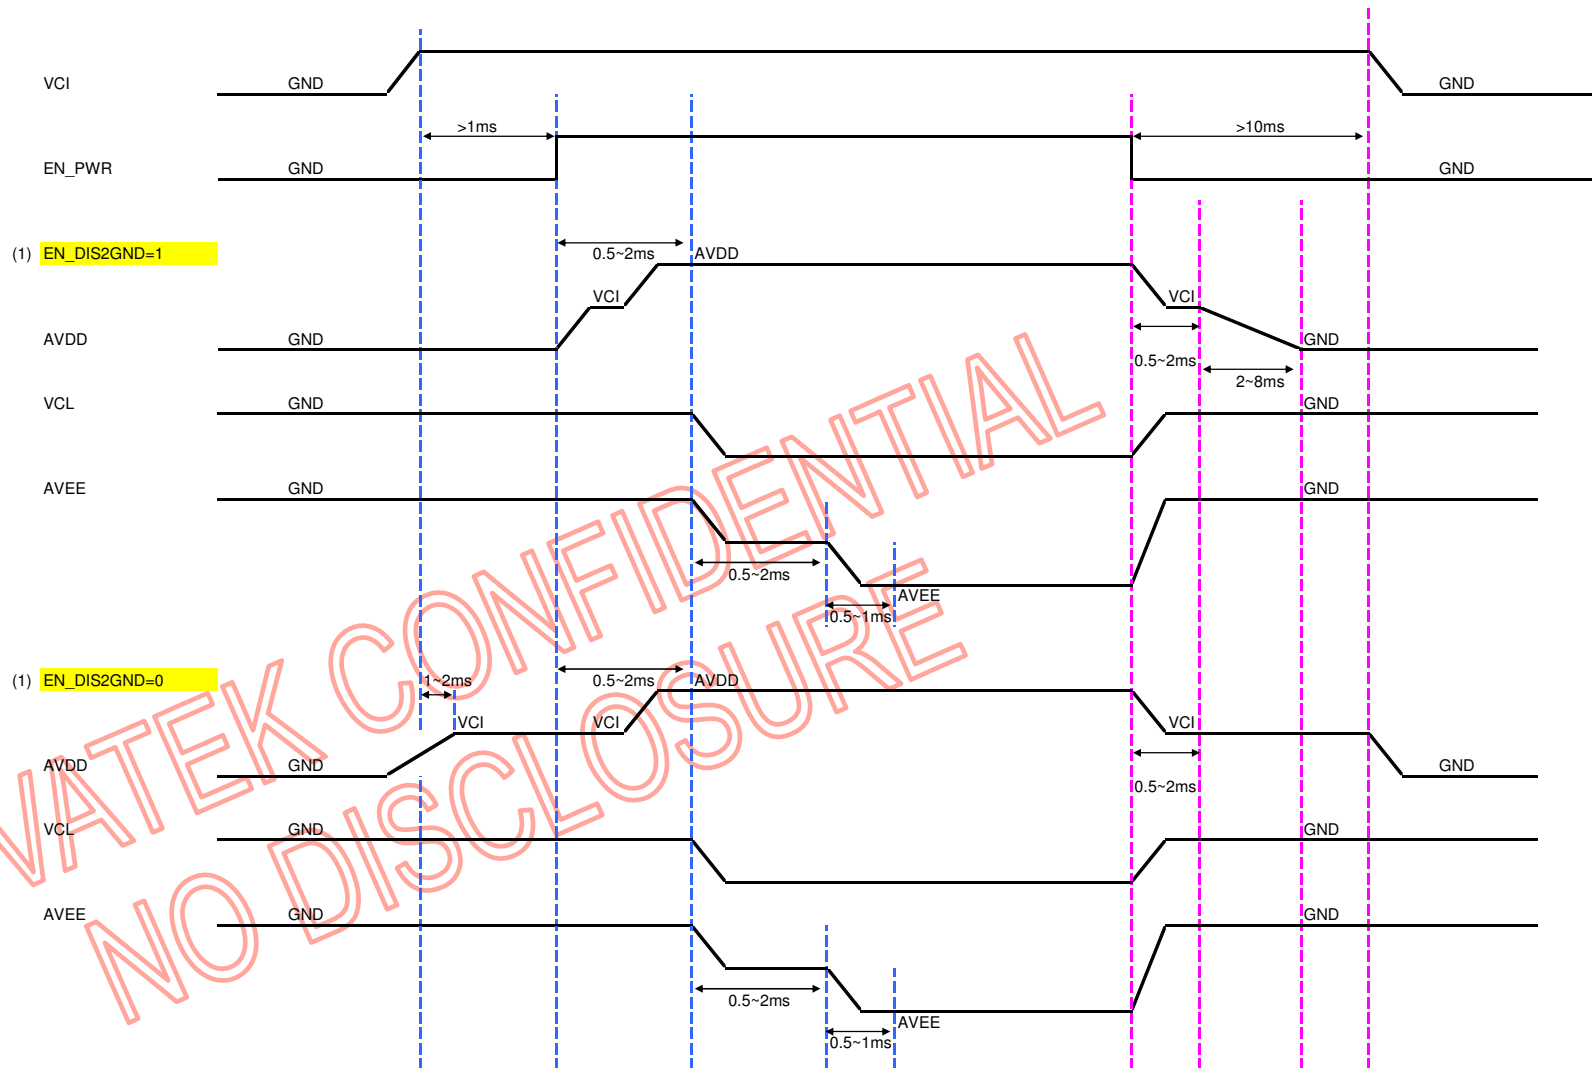 VCI GND GND
>1ms >10ms
EN_PWR GND GND
(1) EN_DIS2GND=1 0.5~2ms AVDD
VCI VCI
AVDD GND GND
0.5~2ms
2~8ms
VCL GND GND
AVEE GND GND
0.5~2ms
AVEE
0.5~1ms
(1) EN_DIS2GND=0 1~2ms 0.5~2ms AVDD
VCI VCI VCI
AVDD GND GND
0.5~2ms
VCL GND GND
AVEE GND GND
0.5~2ms
AVEE
0.5~1ms
VATEK CONFIDENTIAL
NO DISCLOSURE